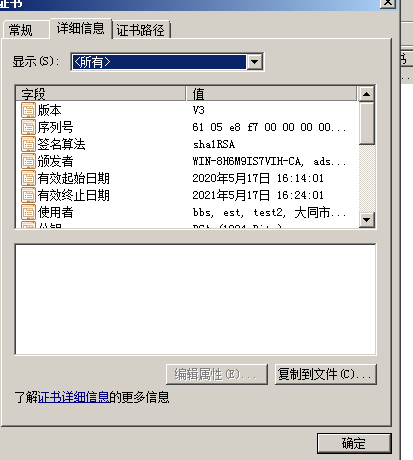 证书
常规 详细信息 证书路径
显示(S): <所有>
字段 值
版本 V3
序列号 61 05 e8 f7 00 00 00 00...
签名算法 sha1RSA
颁发者 WIN-8H6M9IS7VIH-CA, ads...
有效起始日期 2020年5月17日 16:14:01
有效终止日期 2021年5月17日 16:24:01
使用者 bbs, est, test2, 大同市...
公钥 RSA (1024 Bits)
编辑属性(E)... 复制到文件(C)...
了解证书详细信息的更多信息
确定